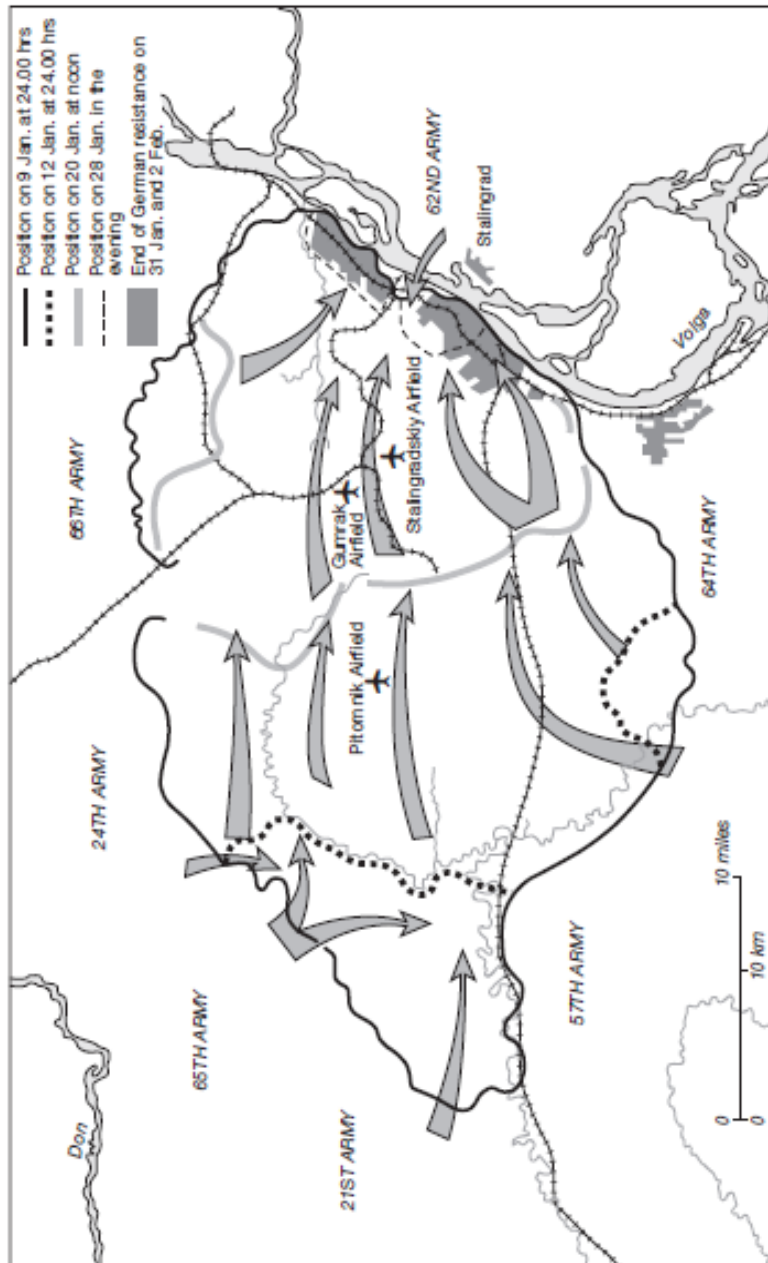 Position on 9 Jan. at 24.00 hrs
Position on 12 Jan. at 24.00 hrs
Position on 20 Jan. at noon
Position on 28 Jan. in the
evening
End of German resistance on
31 Jan. and 2 Feb.
Don
66TH ARMY
24TH ARMY
65TH ARMY
21ST ARMY
62ND ARMY
Stalingrad
Gumrak
Airfield
Stalingradskiy Airfield
Pitomnik Airfield
Volga
64TH ARMY
57TH ARMY
10 miles
10 km
0
0